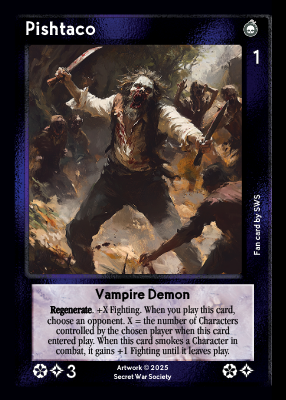 Pishtaco
1
Fan card by SWS
Vampire Demon
Regenerate. +X Fighting. When you play this card,
choose an opponent. X = the number of Characters
controlled by the chosen player when this card
entered play. When this card smokes a Character in
combat, it gains +1 Fighting until it leaves play.
3
Artwork © 2025
Secret War Society